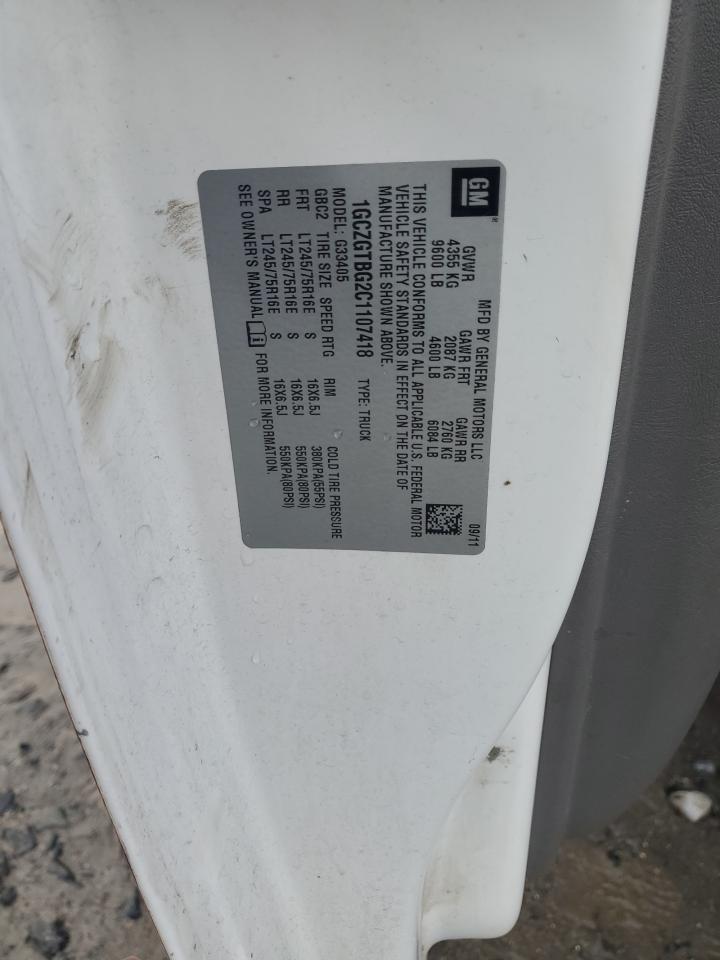 GM
MFD BY GENERAL MOTORS LLC 09/11
GVWR GAWR FRT GAWR RR
4355 KG 2087 KG 2760 KG
9600 LB 4600 LB 6084 LB
THIS VEHICLE CONFORMS TO ALL APPLICABLE U.S. FEDERAL MOTOR
VEHICLE SAFETY STANDARDS IN EFFECT ON THE DATE OF
MANUFACTURE SHOWN ABOVE.
1GCZGTBG2C1107418 TYPE: TRUCK
MODEL: G33405
GBC2 TIRE SIZE SPEED RTG RIM COLD TIRE PRESSURE
FRT LT245/75R16E S 16X6.5J 380KPA(55PSI)
RR LT245/75R16E S 16X6.5J 550KPA(80PSI)
SPA LT245/75R16E S 16X6.5J 550KPA(80PSI)
SEE OWNER'S MANUAL FOR MORE INFORMATION.